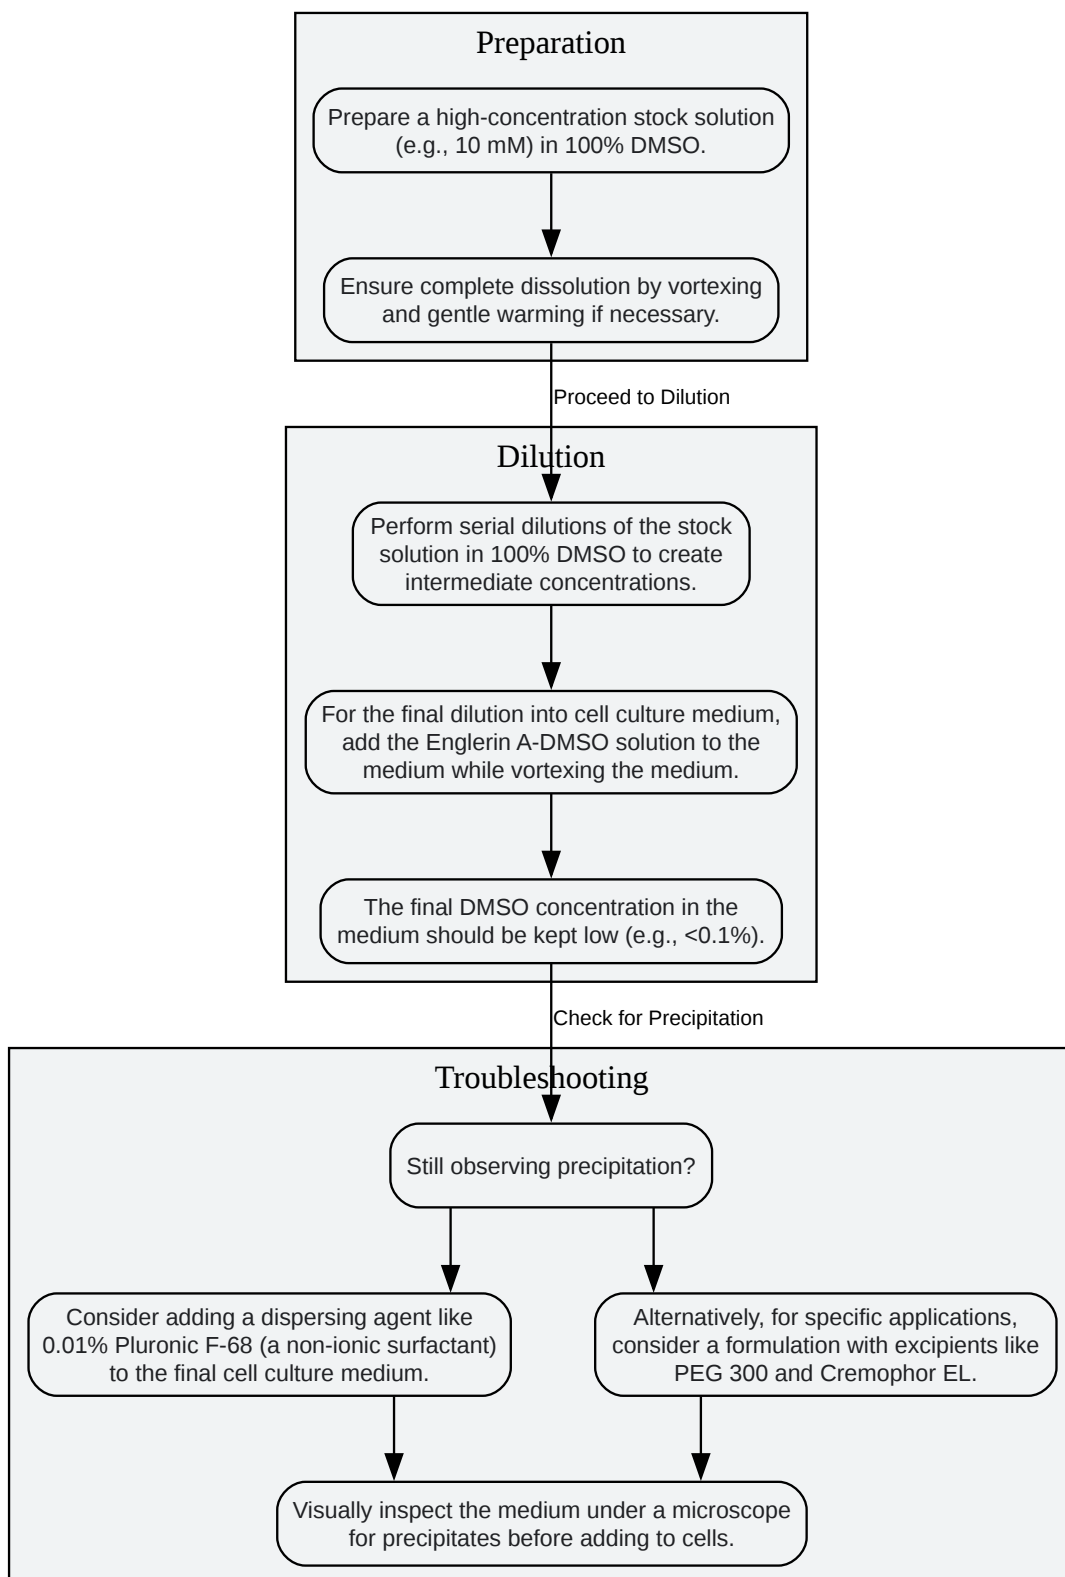 Preparation
Prepare a high-concentration stock solution
(e.g., 10 mM) in 100% DMSO.
Ensure complete dissolution by vortexing
and gentle warming if necessary.
Proceed to Dilution
Dilution
Perform serial dilutions of the stock
solution in 100% DMSO to create
intermediate concentrations.
For the final dilution into cell culture medium,
add the Englerin A-DMSO solution to the
medium while vortexing the medium.
The final DMSO concentration in the
medium should be kept low (e.g., <0.1%).
Check for Precipitation
Troubleshooting
Still observing precipitation?
Consider adding a dispersing agent like
0.01% Pluronic F-68 (a non-ionic surfactant)
to the final cell culture medium.
Alternatively, for specific applications,
consider a formulation with excipients like
PEG 300 and Cremophor EL.
Visually inspect the medium under a microscope
for precipitates before adding to cells.